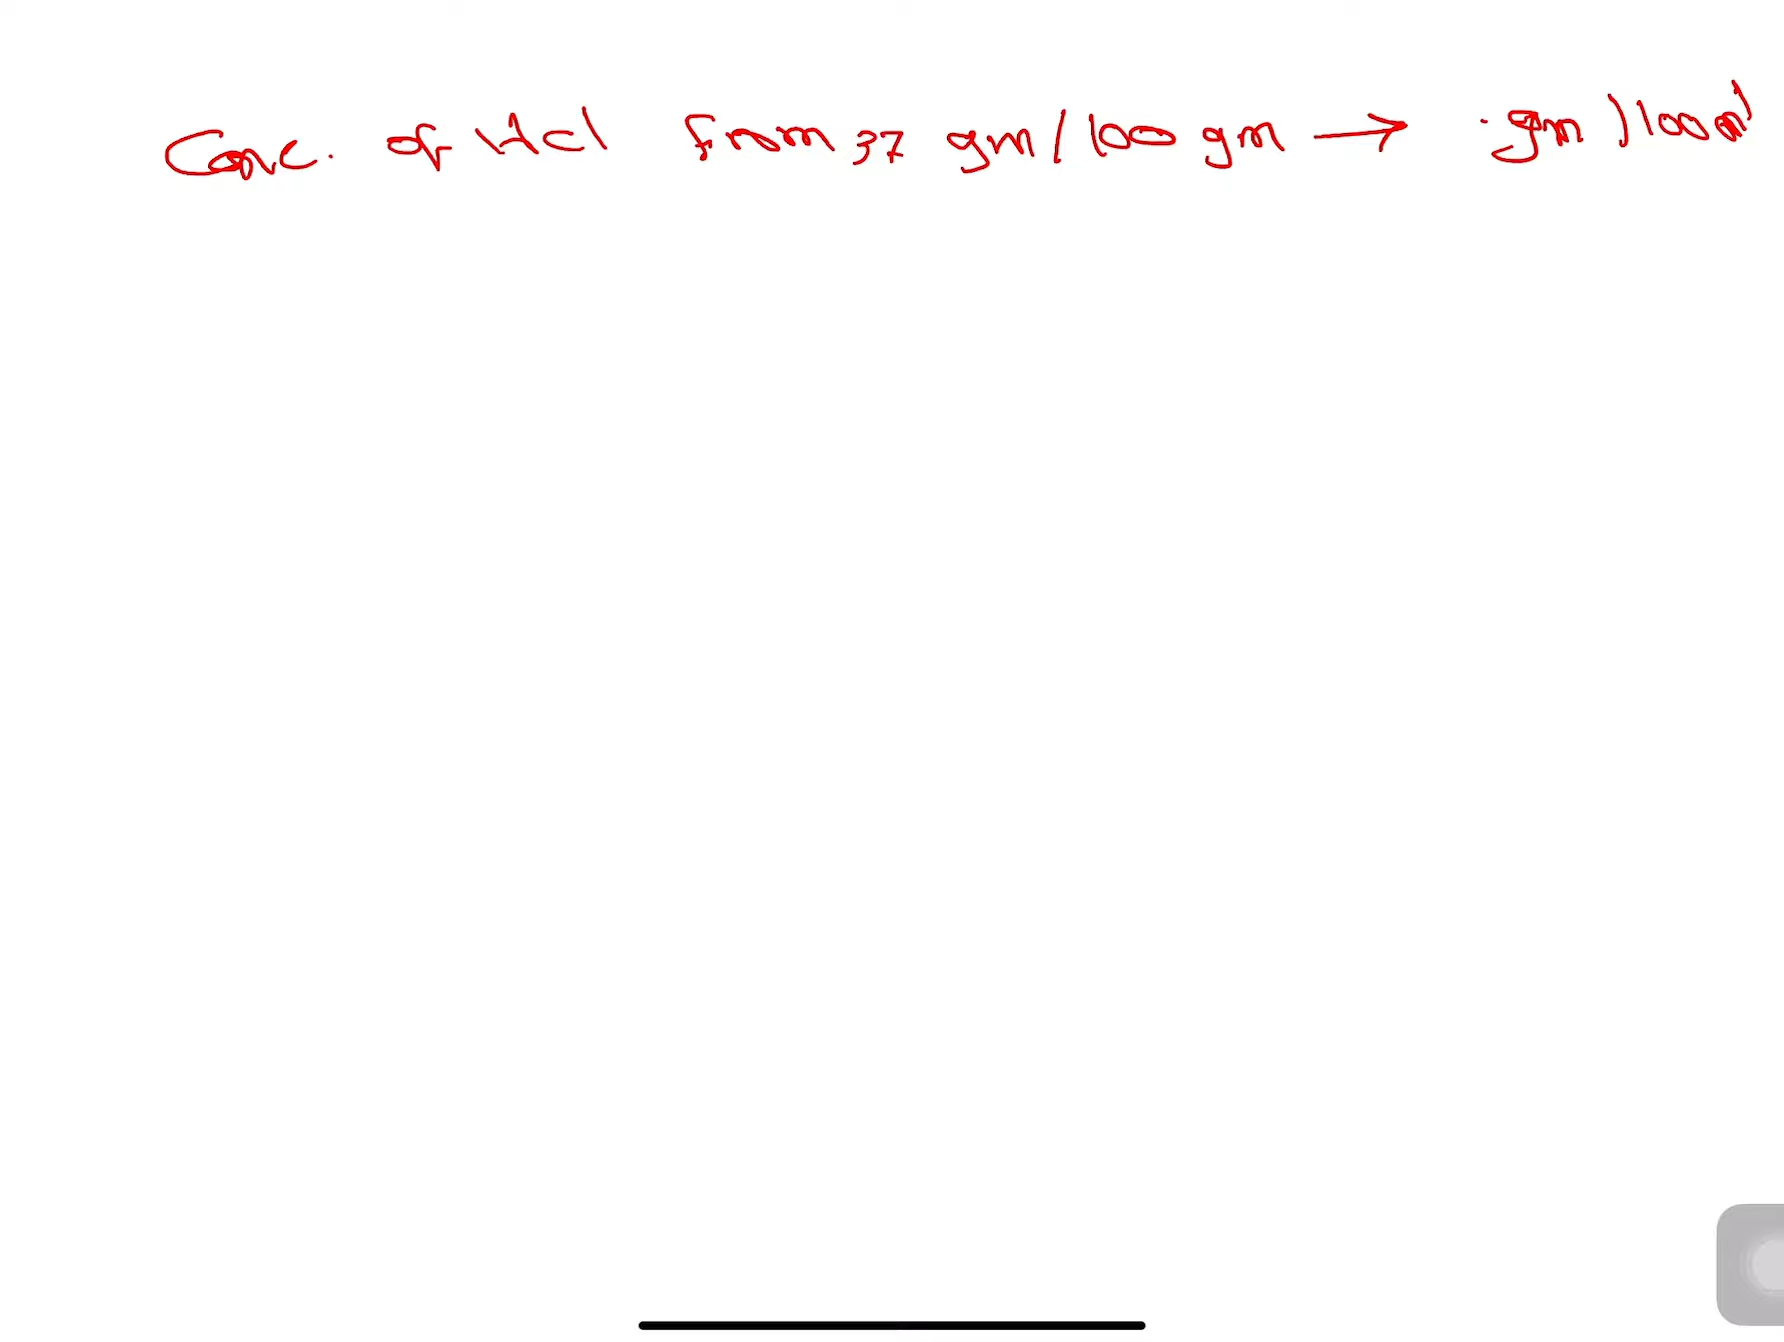 Conc. of HCl from 37 gm/100 gm → gm/100ml